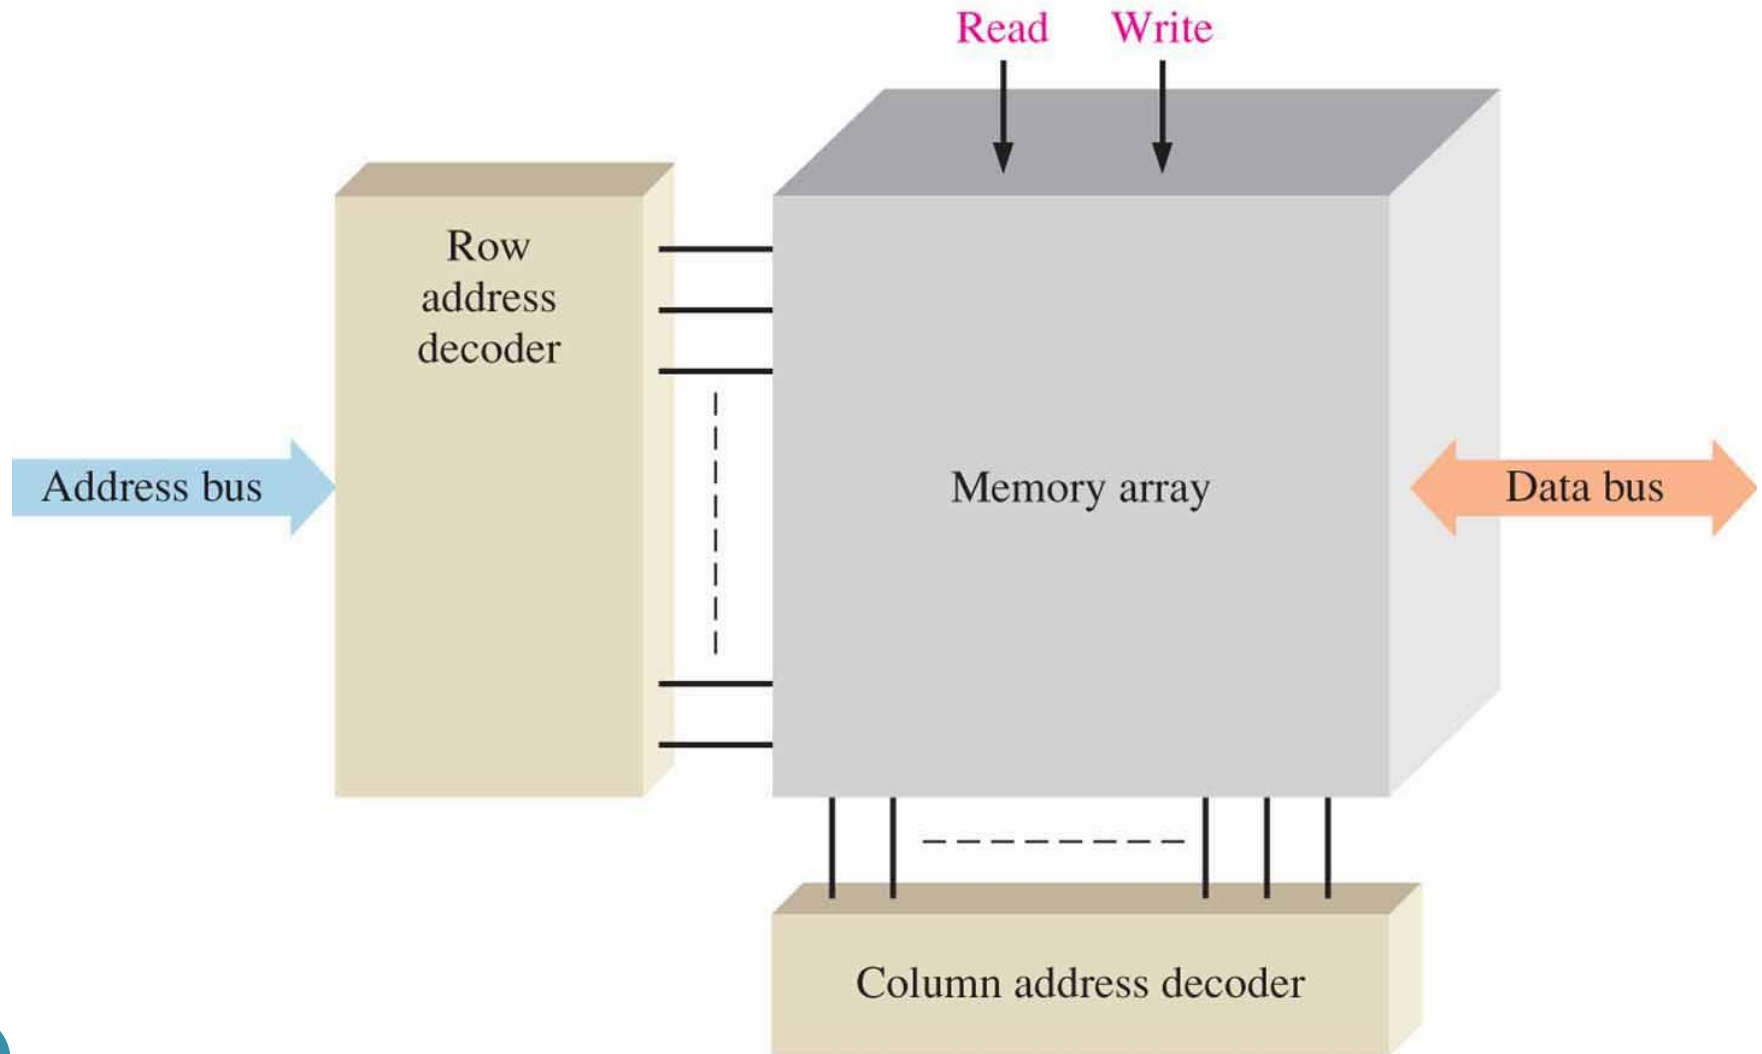 Read Write
Row
address
decoder
Address bus
Memory array
Data bus
Column address decoder